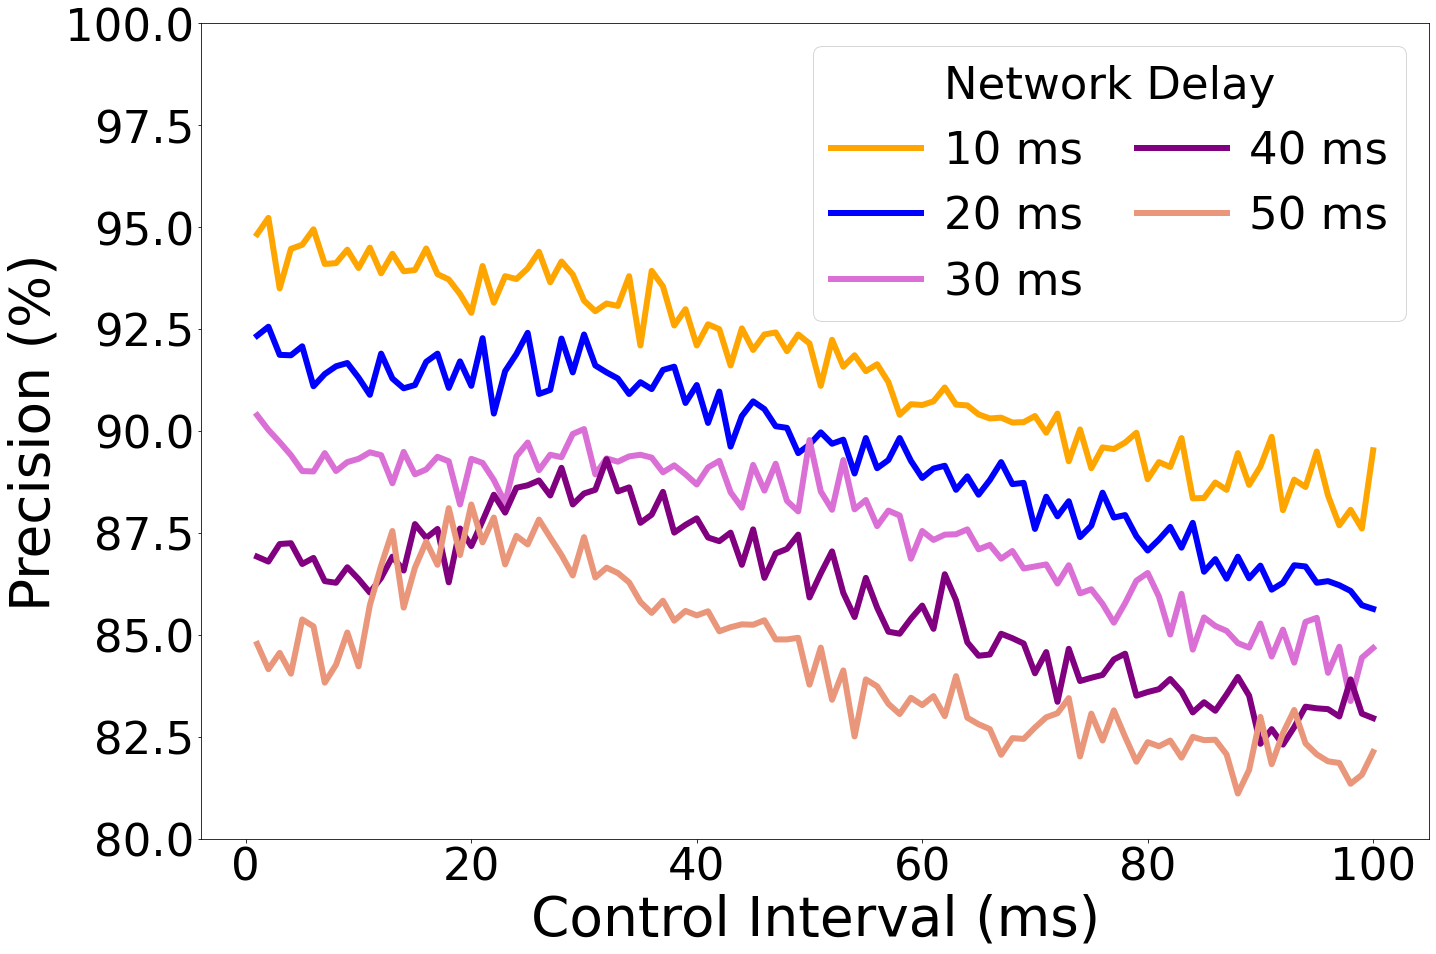 100.0
97.5
95.0
92.5
90.0
87.5
85.0
82.5
80.0
Precision (%)
Network Delay
10 ms
20 ms
30 ms
40 ms
50 ms
0 20 40 60 80 100
Control Interval (ms)